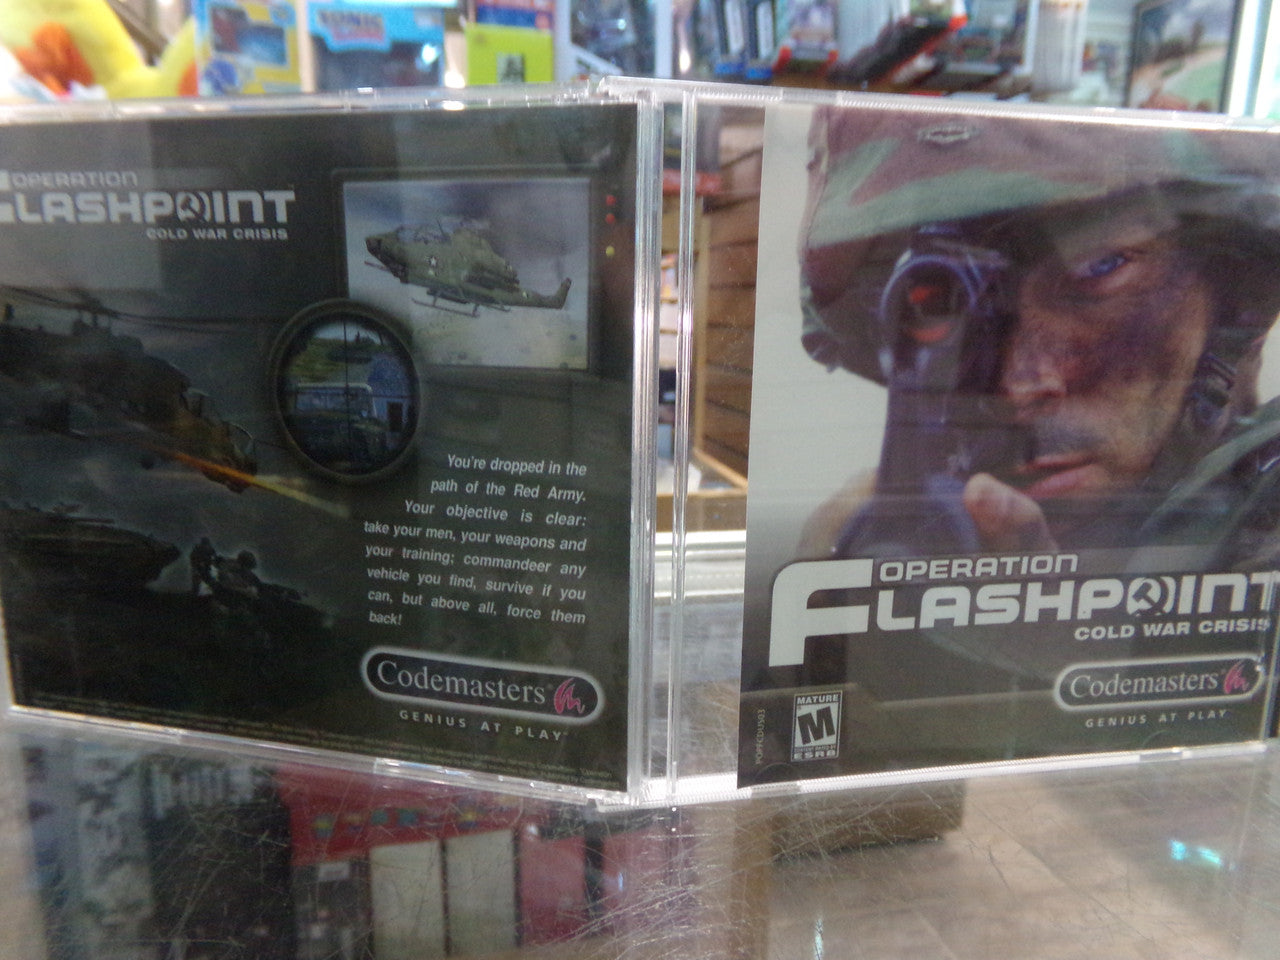 OPERATION
FLASHPOINT
COLD WAR CRISIS
You're dropped in the
path of the Red Army.
Your objective is clear:
take your men, your weapons and
your training; commandeer any
vehicle you find, survive if you
can, but above all, force them
back!
Codemasters
GENIUS AT PLAY™
OPERATION
FLASHPOINT
COLD WAR CRISIS
Codemasters
GENIUS AT PLAY™
MATURE
M
ESRB